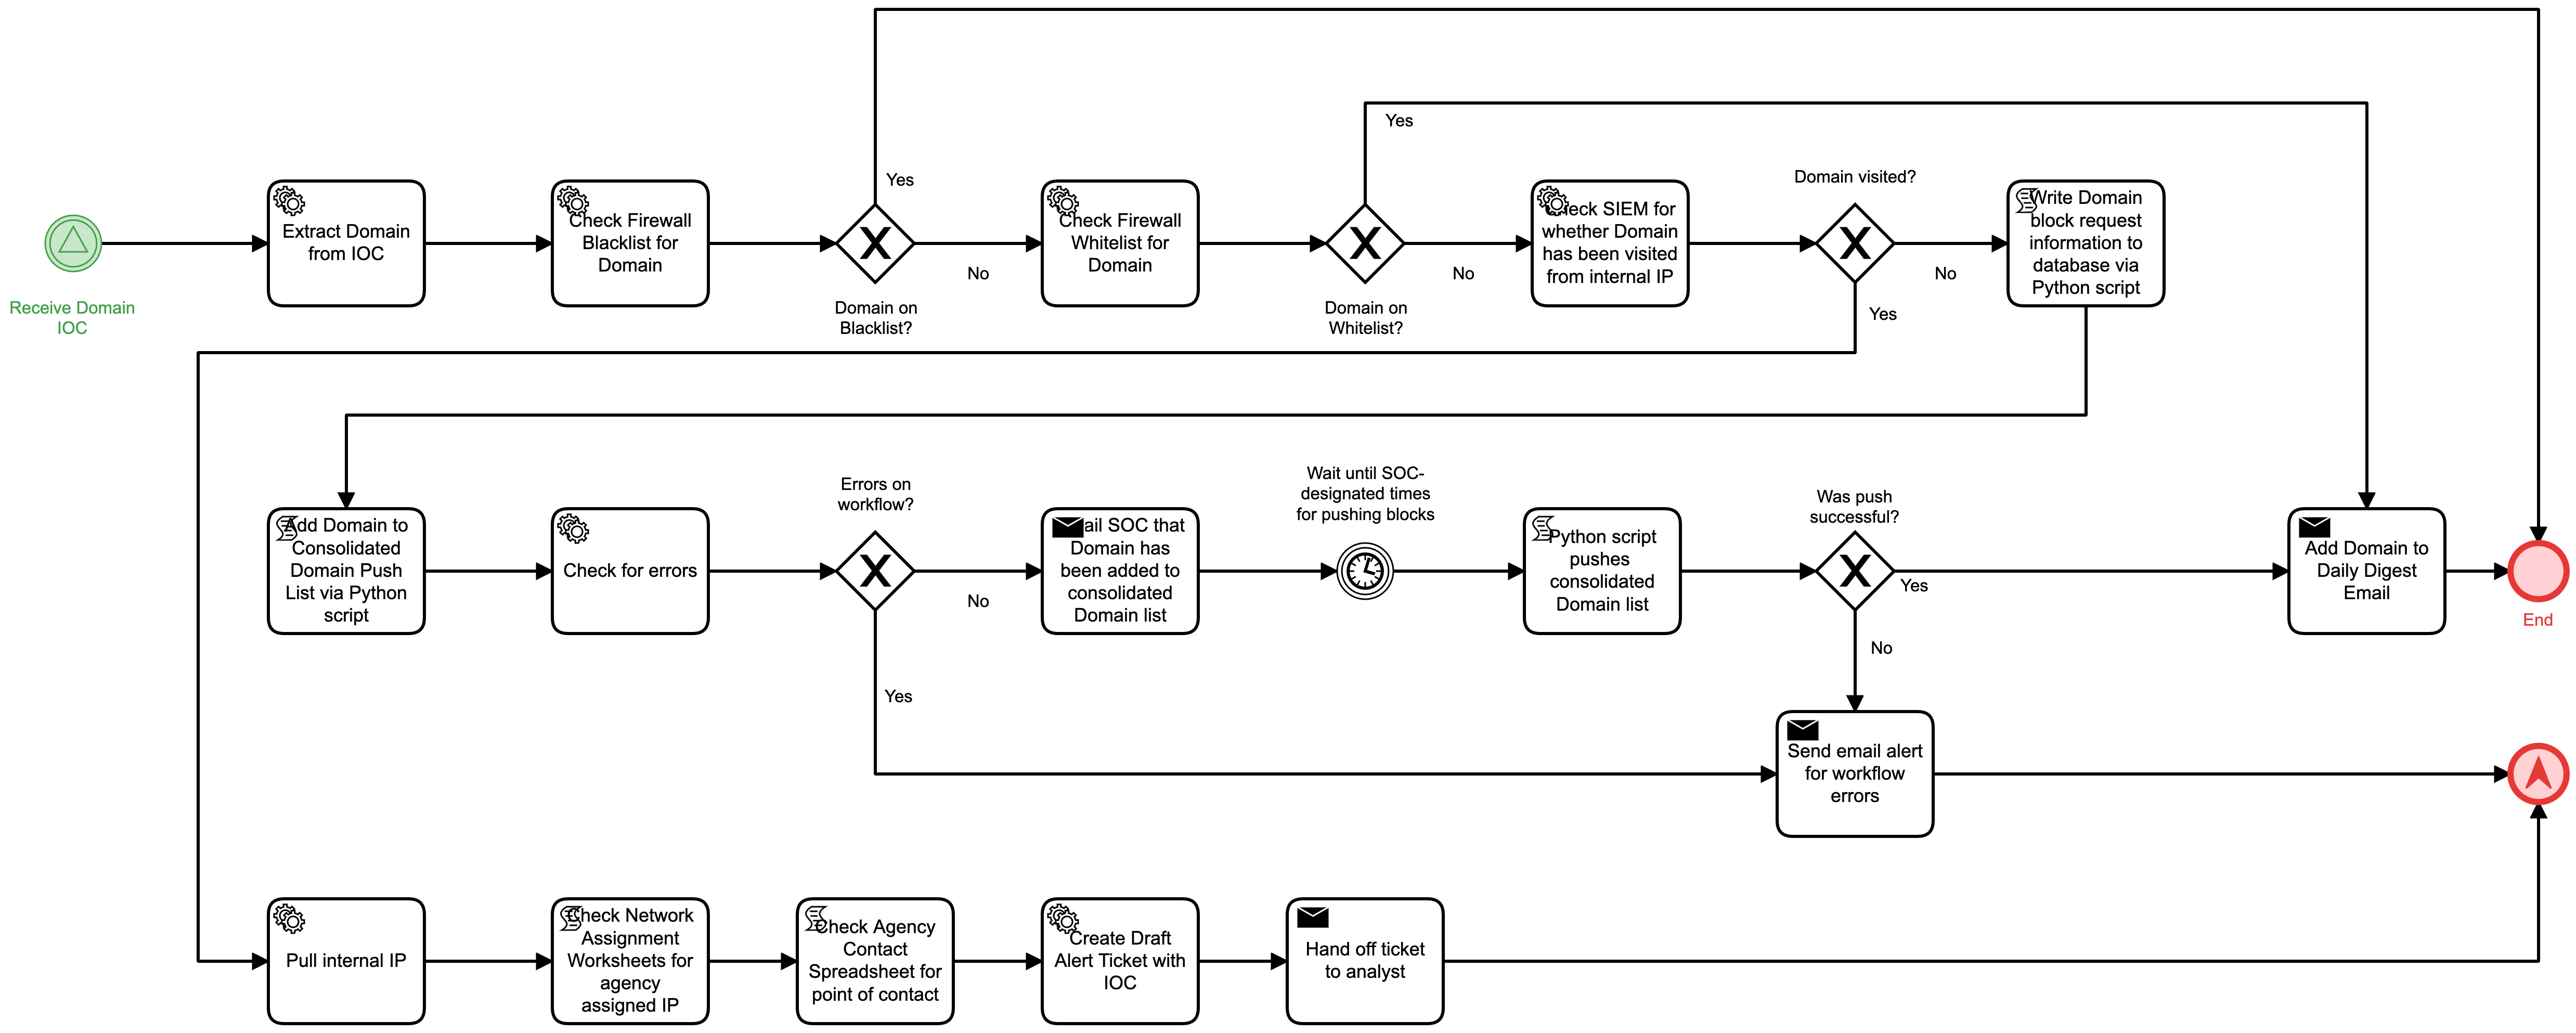 Yes
Domain visited?
Yes
Extract Domain
from IOC
Check Firewall
Blacklist for
Domain
No
Domain on
Blacklist?
Check Firewall
Whitelist for
Domain
No
Domain on
Whitelist?
Check SIEM for
whether Domain
has been visited
from internal IP
No
Yes
Write Domain
block request
information to
database via
Python script
Receive Domain
IOC
Add Domain to
Consolidated
Domain Push
List via Python
script
Check for errors
Errors on
workflow?
No
Yes
ail SOC that
Domain has
been added to
consolidated
Domain list
Wait until SOC-
designated times
for pushing blocks
Python script
pushes
consolidated
Domain list
Was push
successful?
Yes
No
Add Domain to
Daily Digest
Email
End
Send email alert
for workflow
errors
Pull internal IP
Check Network
Assignment
Worksheets for
agency
assigned IP
Check Agency
Contact
Spreadsheet for
point of contact
Create Draft
Alert Ticket with
IOC
Hand off ticket
to analyst